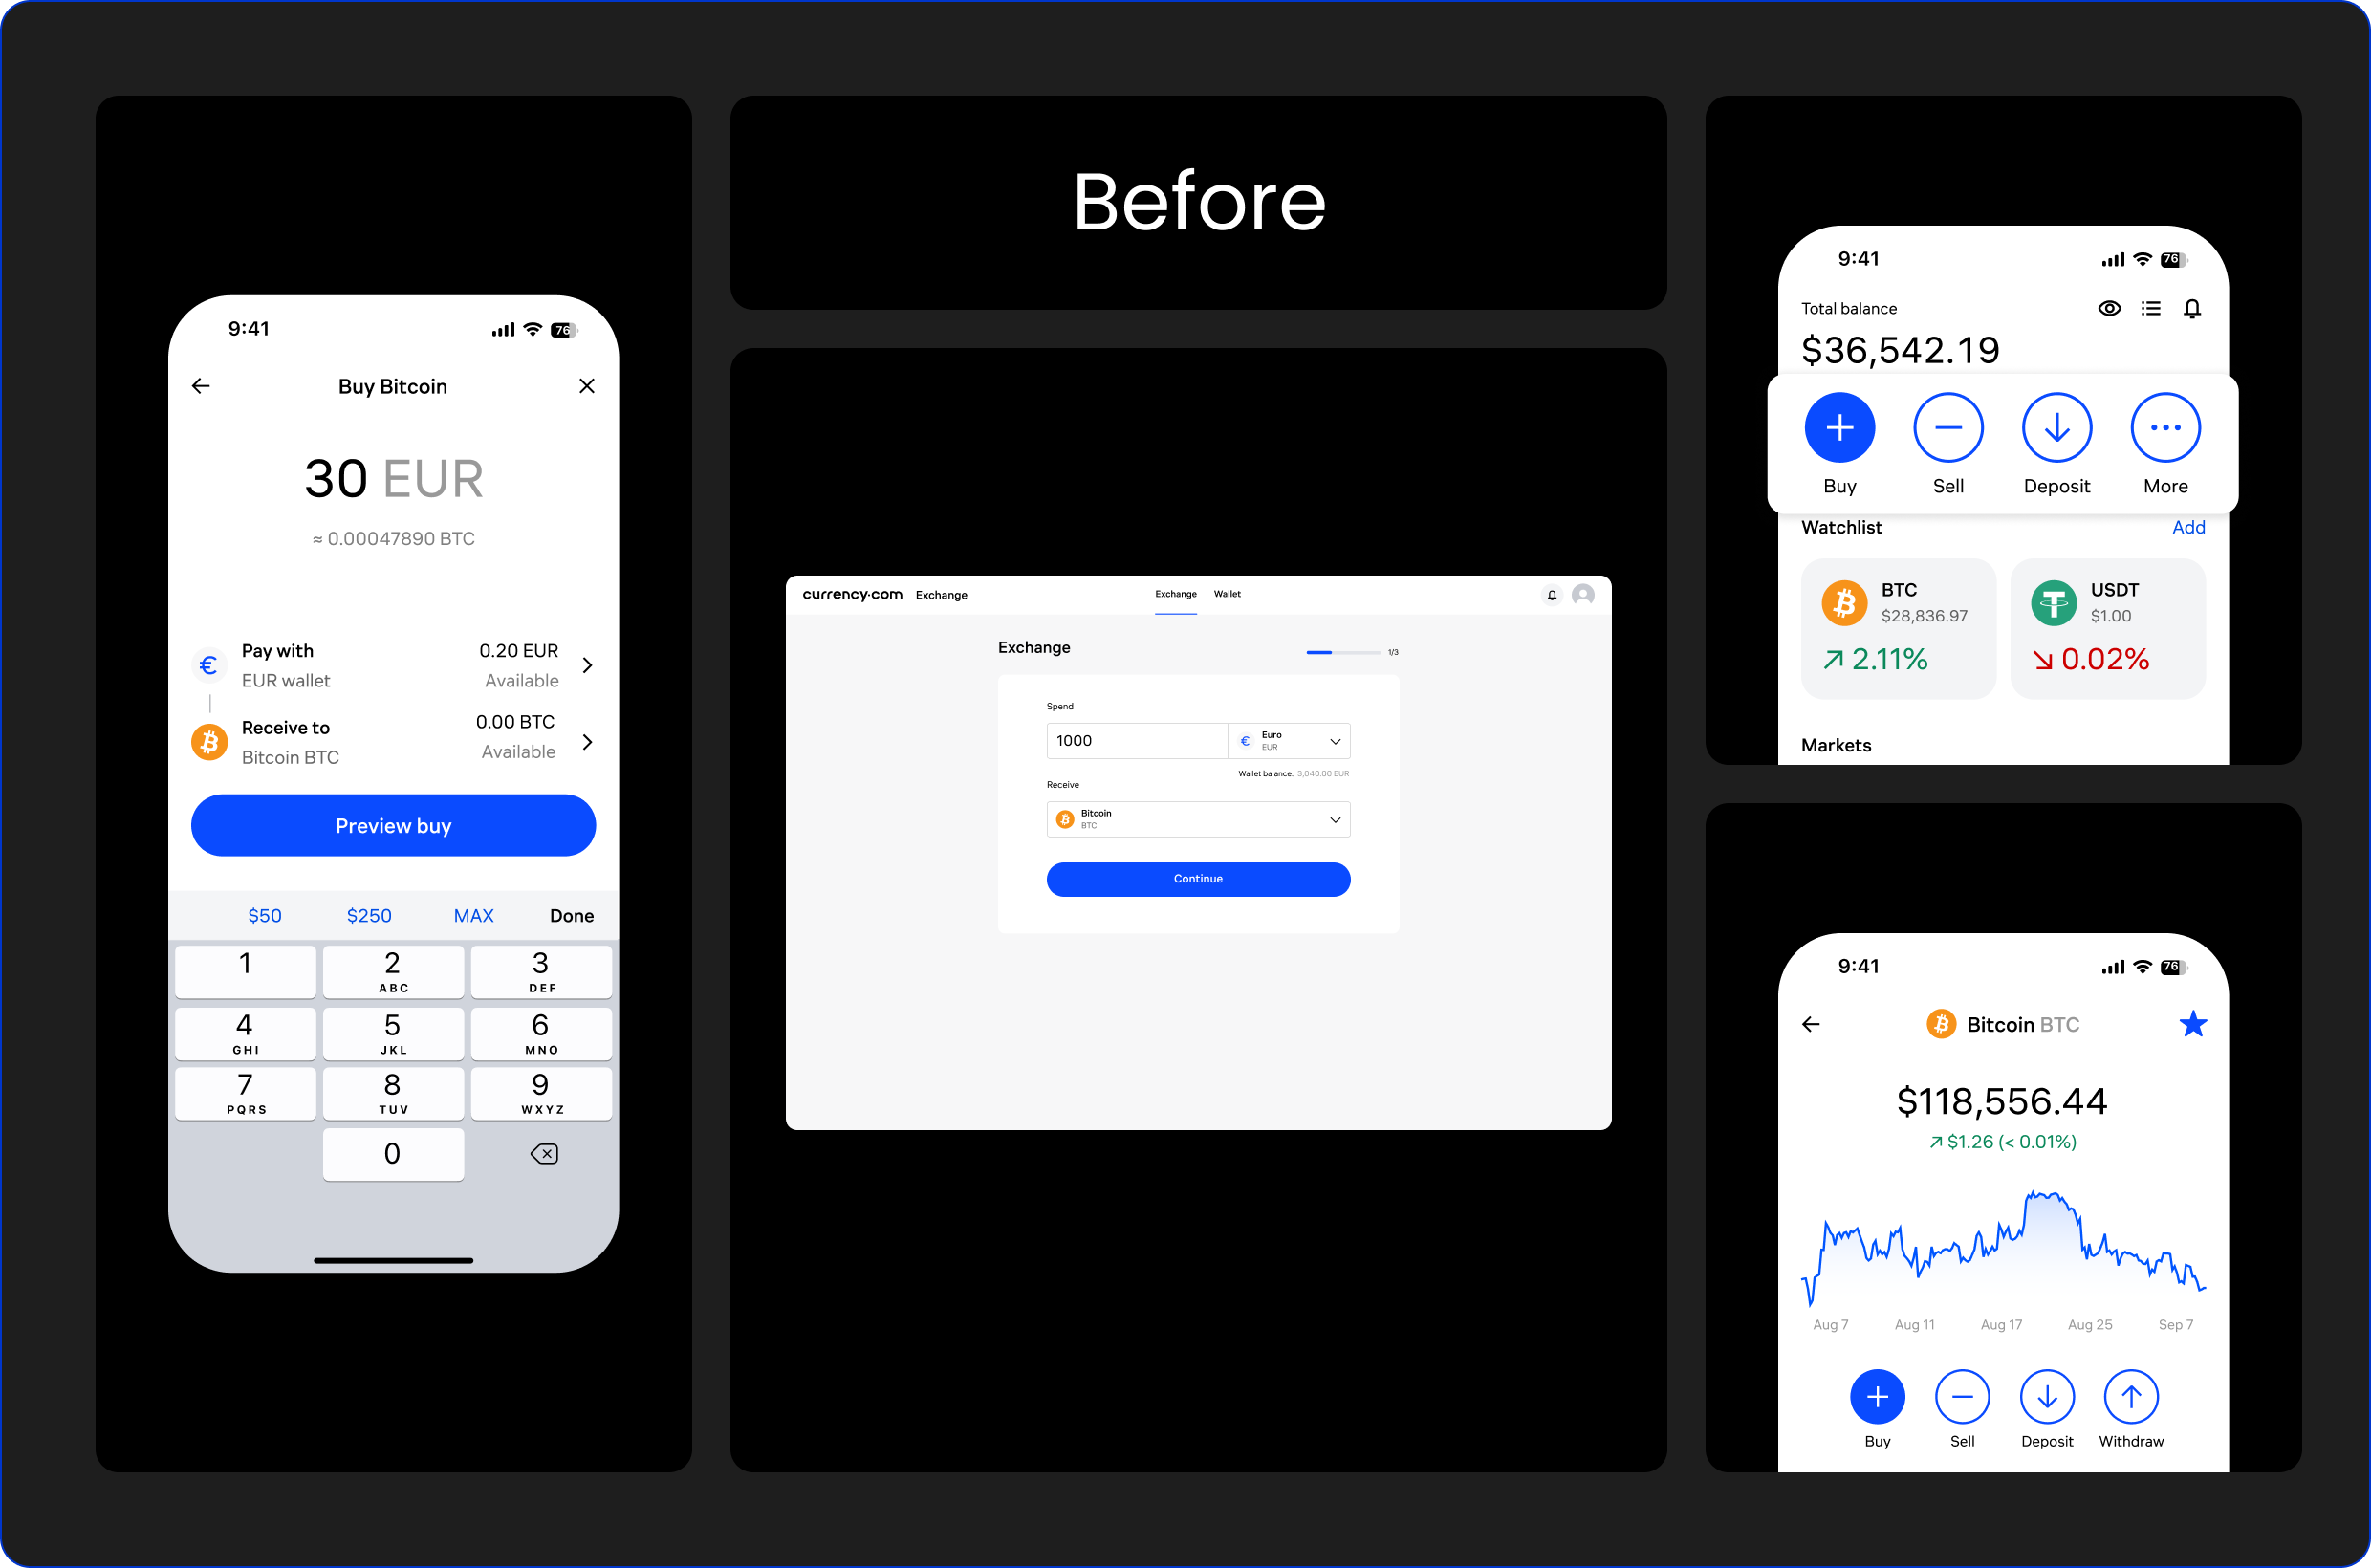 Before
9:41
76
Buy Bitcoin
30 EUR
≈ 0.00047890 BTC
Pay with
0.20 EUR
EUR wallet
Available
Receive to
0.00 BTC
Bitcoin BTC
Available
Preview buy
$50 $250 MAX Done
1 2 3
ABC DEF
4 5 6
GHI JKL MNO
7 8 9
PQRS TUV WXYZ
0
currency.com Exchange
Exchange Wallet
Exchange
1/3
Spend
1000
€ Euro
EUR
Wallet balance: 3,040.00 EUR
Receive
Bitcoin
BTC
Continue
9:41
76
Total balance
$36,542.19
Buy Sell Deposit More
Watchlist Add
BTC
$28,836.97
2.11%
USDT
$1.00
0.02%
Markets
9:41
76
Bitcoin BTC
$118,556.44
$1.26 (< 0.01%)
Aug 7 Aug 11 Aug 17 Aug 25 Sep 7
Buy Sell Deposit Withdraw